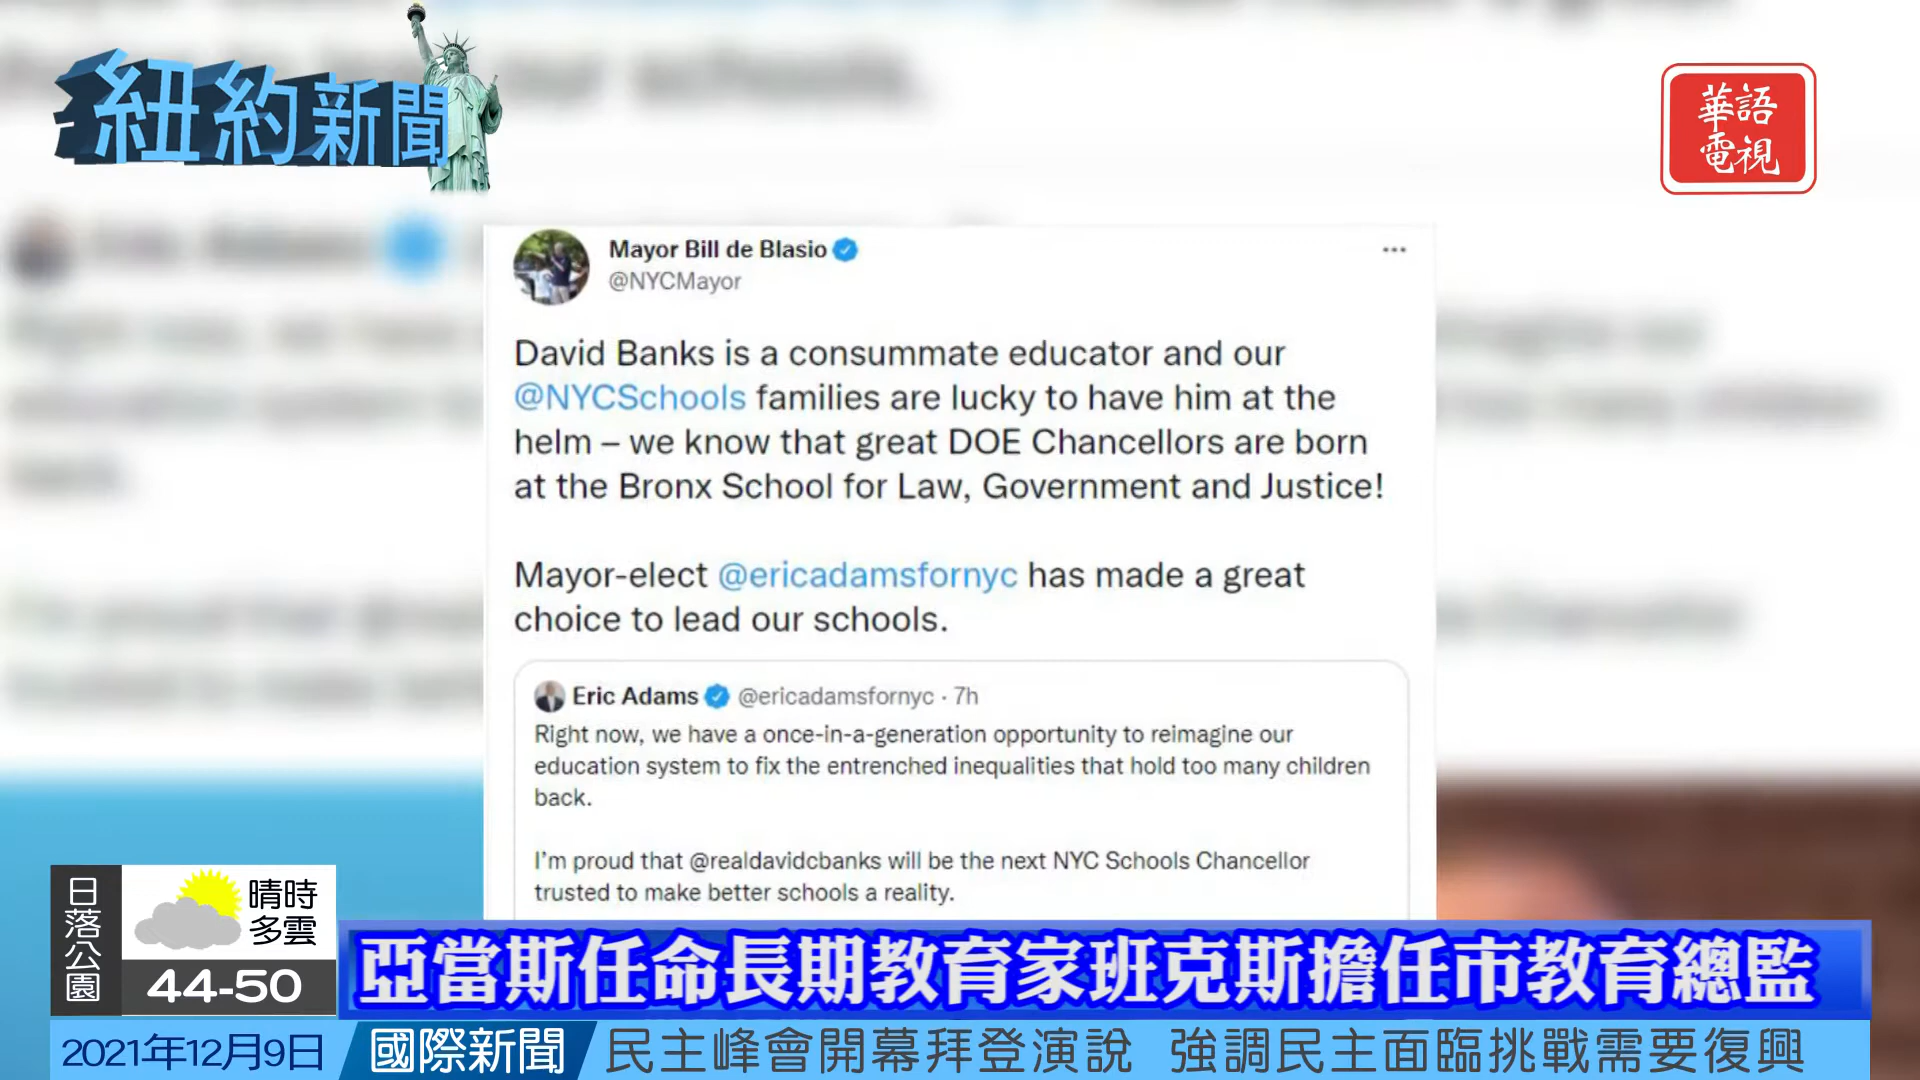 紐約新聞
華語
電視
Mayor Bill de Blasio
@NYCMayor
David Banks is a consummate educator and our
@NYCSchools families are lucky to have him at the
helm – we know that great DOE Chancellors are born
at the Bronx School for Law, Government and Justice!
Mayor-elect @ericadamsfornyc has made a great
choice to lead our schools.
Eric Adams @ericadamsfornyc · 7h
Right now, we have a once-in-a-generation opportunity to reimagine our
education system to fix the entrenched inequalities that hold too many children
back.
I'm proud that @realdavidcbanks will be the next NYC Schools Chancellor
trusted to make better schools a reality.
日落公園
晴時
多雲
44-50
亞當斯任命長期教育家班克斯擔任市教育總監
2021年12月9日
國際新聞
民主峰會開幕拜登演說 強調民主面臨挑戰需要復興